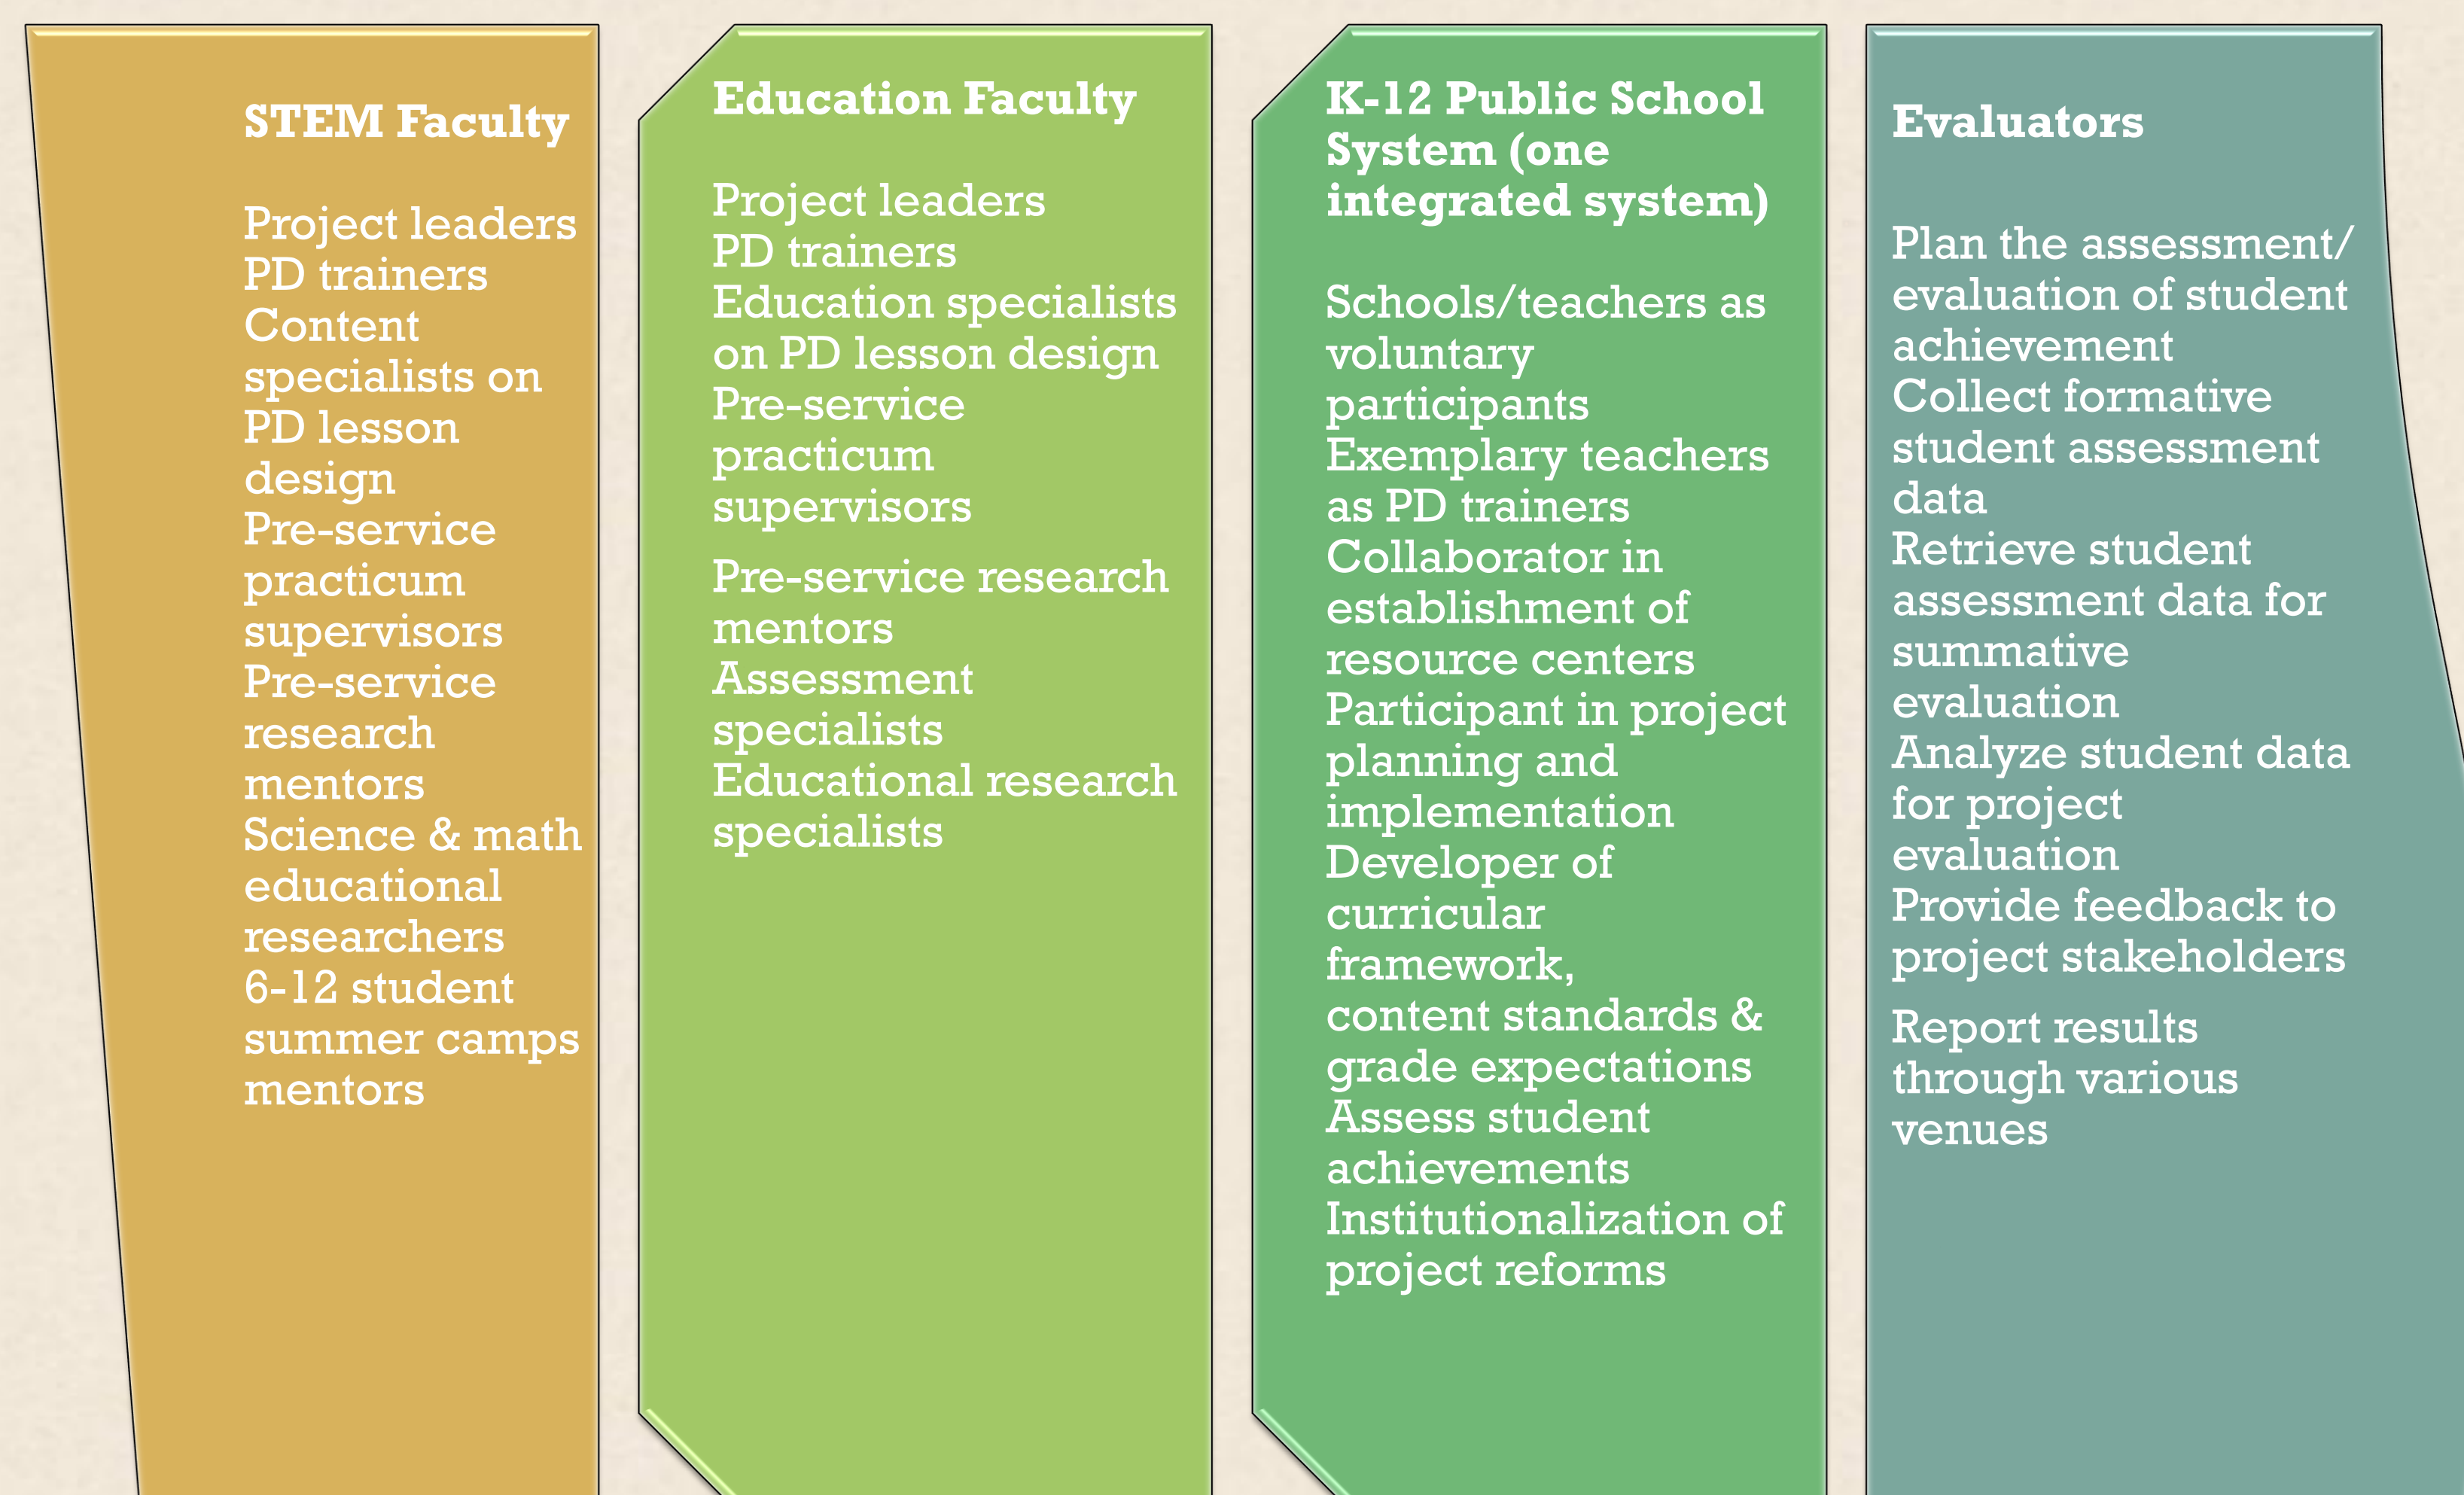 STEM Faculty
Project leaders
PD trainers
Content
specialists on
PD lesson
design
Pre-service
practicum
supervisors
Pre-service
research
mentors
Science & math
educational
researchers
6-12 student
summer camps
mentors
Education Faculty
Project leaders
PD trainers
Education specialists
on PD lesson design
Pre-service
practicum
supervisors
Pre-service research
mentors
Assessment
specialists
Educational research
specialists
K-12 Public School
System (one
integrated system)
Schools/teachers as
voluntary
participants
Exemplary teachers
as PD trainers
Collaborator in
establishment of
resource centers
Participant in project
planning and
implementation
Developer of
curricular
framework,
content standards &
grade expectations
Assess student
achievements
Institutionalization of
project reforms
Evaluators
Plan the assessment/
evaluation of student
achievement
Collect formative
student assessment
data
Retrieve student
assessment data for
summative
evaluation
Analyze student data
for project
evaluation
Provide feedback to
project stakeholders
Report results
through various
venues